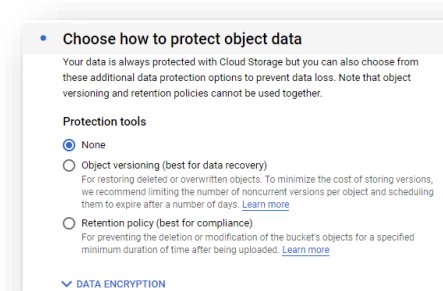 Choose how to protect object data
Your data is always protected with Cloud Storage but you can also choose from
these additional data protection options to prevent data loss. Note that object
versioning and retention policies cannot be used together.
Protection tools
None
Object versioning (best for data recovery)
For restoring deleted or overwritten objects. To minimize the cost of storing versions,
we recommend limiting the number of noncurrent versions per object and scheduling
them to expire after a number of days. Learn more
Retention policy (best for compliance)
For preventing the deletion or modification of the bucket's objects for a specified
minimum duration of time after being uploaded. Learn more
DATA ENCRYPTION